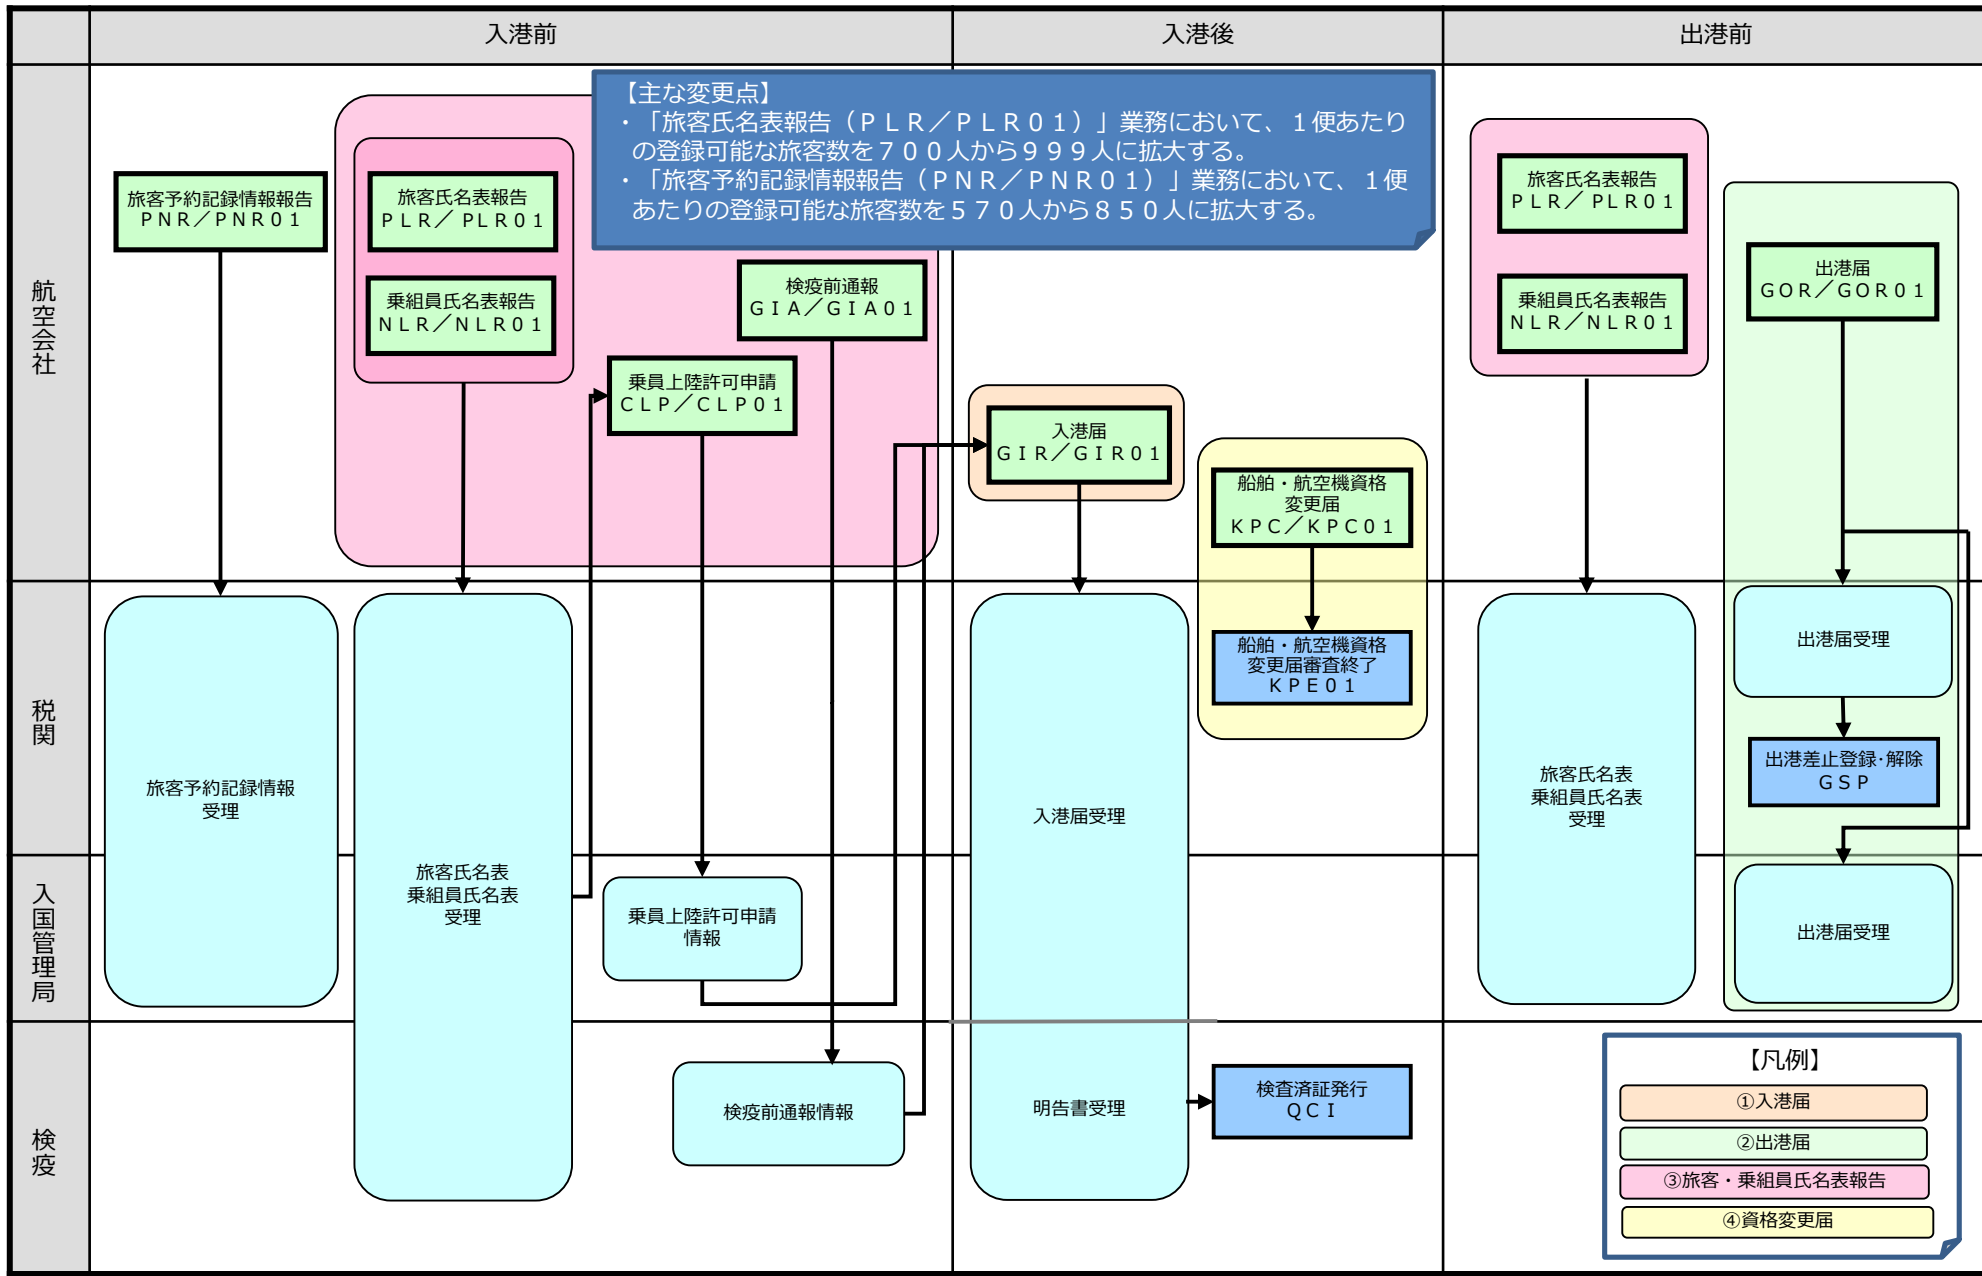 入港前
入港後
出港前
航空会社
税関
入国管理局
検疫
【主な変更点】
・「旅客氏名表報告（ＰＬＲ／ＰＬＲ０１）」業務において、１便あたり
の登録可能な旅客数を７００人から９９９人に拡大する。
・「旅客予約記録情報報告（ＰＮＲ／ＰＮＲ０１）」業務において、１便
あたりの登録可能な旅客数を５７０人から８５０人に拡大する。
旅客予約記録情報報告
ＰＮＲ／ＰＮＲ０１
旅客氏名表報告
ＰＬＲ／ＰＬＲ０１
乗組員氏名表報告
ＮＬＲ／ＮＬＲ０１
検疫前通報
ＧＩＡ／ＧＩＡ０１
乗員上陸許可申請
ＣＬＰ／ＣＬＰ０１
入港届
ＧＩＲ／ＧＩＲ０１
船舶・航空機資格
変更届
ＫＰＣ／ＫＰＣ０１
旅客氏名表報告
ＰＬＲ／ＰＬＲ０１
乗組員氏名表報告
ＮＬＲ／ＮＬＲ０１
出港届
ＧＯＲ／ＧＯＲ０１
旅客予約記録情報
受理
旅客氏名表
乗組員氏名表
受理
乗員上陸許可申請
情報
検疫前通報情報
入港届受理
明告書受理
船舶・航空機資格
変更届審査終了
ＫＰＥ０１
検査済証発行
ＱＣＩ
旅客氏名表
乗組員氏名表
受理
出港届受理
出港差止登録・解除
ＧＳＰ
出港届受理
【凡例】
①入港届
②出港届
③旅客・乗組員氏名表報告
④資格変更届